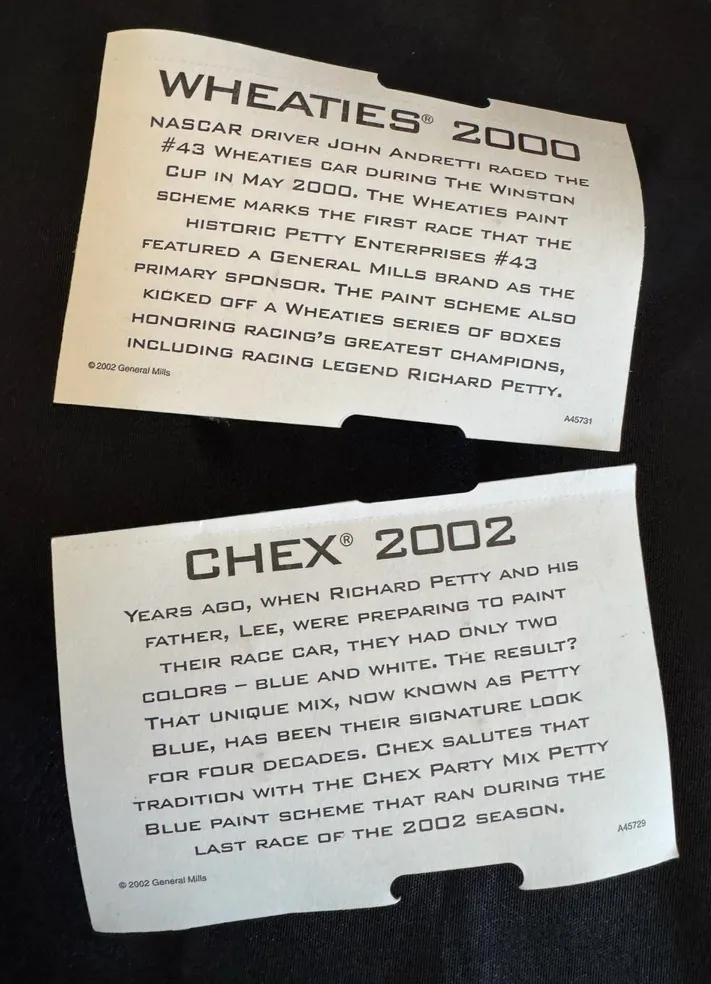 WHEATIES® 2000
NASCAR DRIVER JOHN ANDRETTI RACED THE
#43 WHEATIES CAR DURING THE WINSTON
CUP IN MAY 2000. THE WHEATIES PAINT
SCHEME MARKS THE FIRST RACE THAT THE
HISTORIC PETTY ENTERPRISES #43
FEATURED A GENERAL MILLS BRAND AS THE
PRIMARY SPONSOR. THE PAINT SCHEME ALSO
KICKED OFF A WHEATIES SERIES OF BOXES
HONORING RACING'S GREATEST CHAMPIONS,
INCLUDING RACING LEGEND RICHARD PETTY.
© 2002 General Mills
A45731
CHEX® 2002
YEARS AGO, WHEN RICHARD PETTY AND HIS
FATHER, LEE, WERE PREPARING TO PAINT
THEIR RACE CAR, THEY HAD ONLY TWO
COLORS – BLUE AND WHITE. THE RESULT?
THAT UNIQUE MIX, NOW KNOWN AS PETTY
BLUE, HAS BEEN THEIR SIGNATURE LOOK
FOR FOUR DECADES. CHEX SALUTES THAT
TRADITION WITH THE CHEX PARTY MIX PETTY
BLUE PAINT SCHEME THAT RAN DURING THE
LAST RACE OF THE 2002 SEASON.
A45729
© 2002 General Mills